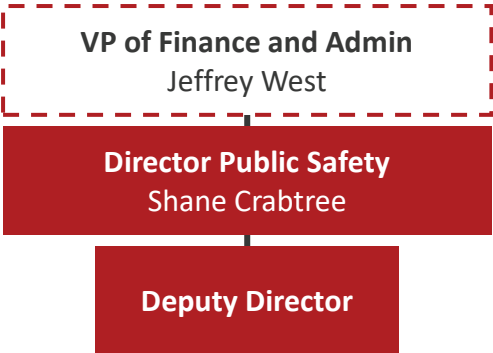 VP of Finance and Admin
Jeffrey West
Director Public Safety
Shane Crabtree
Deputy Director